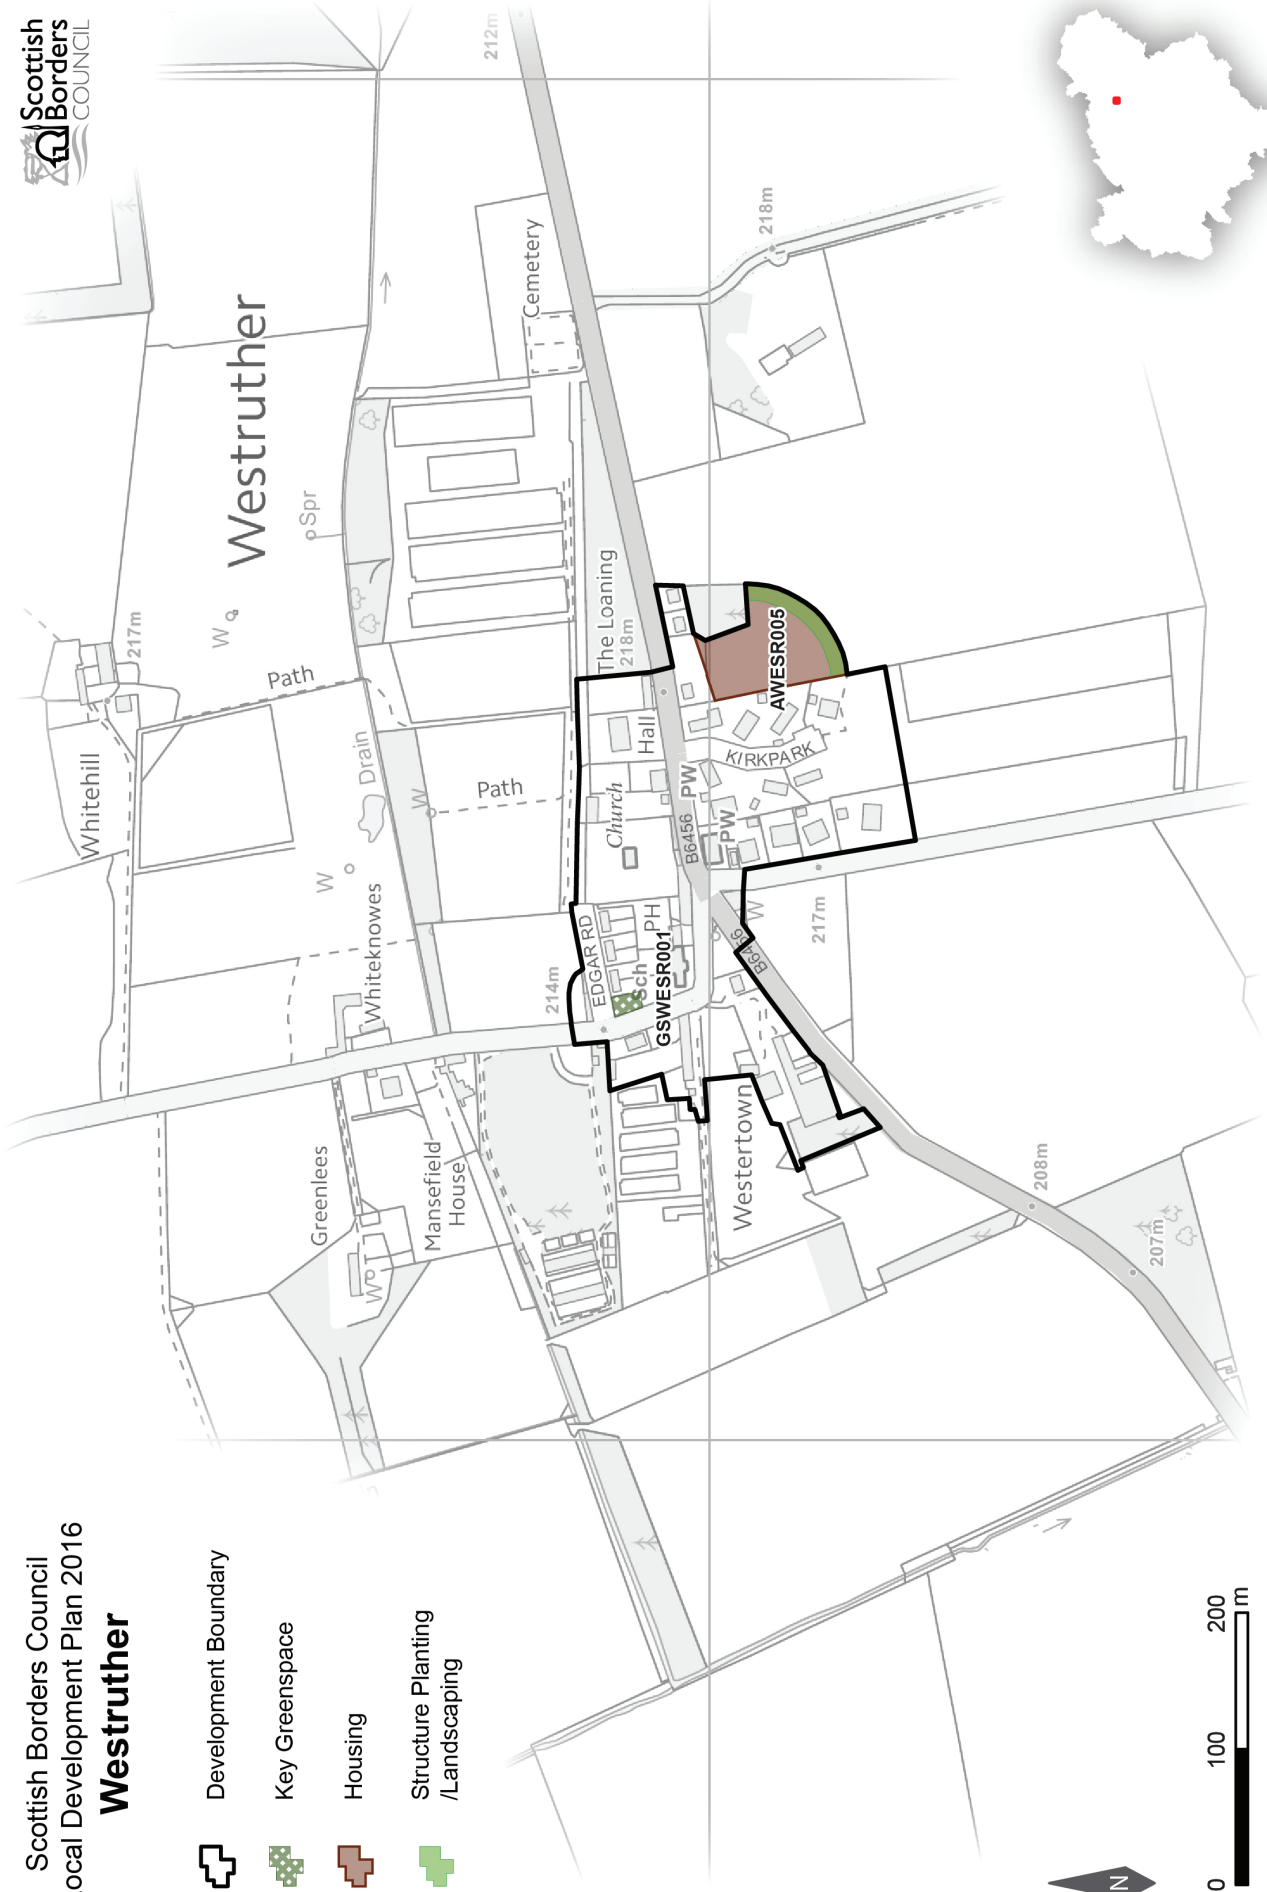 Scottish Borders Council
Local Development Plan 2016
Westruther
Development Boundary
Key Greenspace
Housing
Structure Planting
/Landscaping
N
0
100
200
m
Scottish
Borders
COUNCIL
Westruther
Whitehill
217m
W
Path
Spr
Drain
W
W
Path
Whiteknowes
Greenlees
W
Mansefield
House
214m
EDGAR RD
Sch
GSWESR001
PH
Church
Hall
The Loaning
218m
Cemetery
212m
218m
B6456
PW
PW
KIRKPARK
AWESR005
W
B6456
217m
Westertown
208m
207m